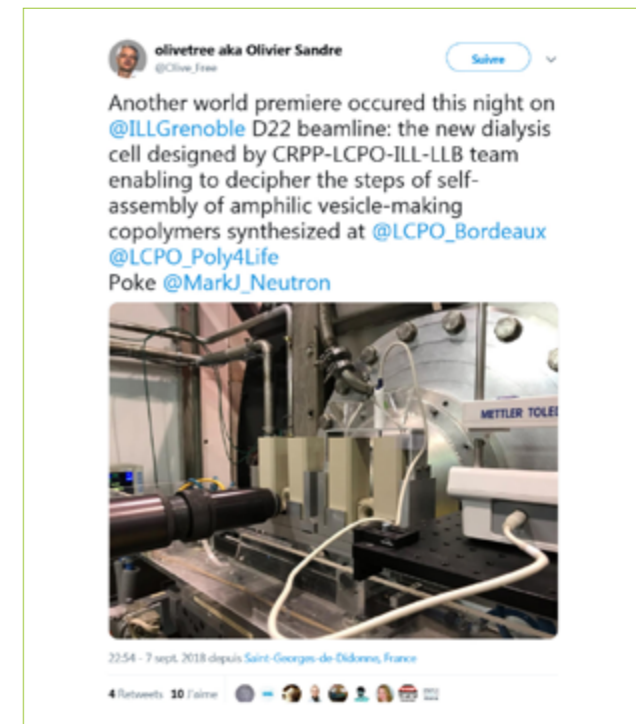 olivetree aka Olivier Sandre
@Clive_Free
Suivre
Another world premiere occured this night on
@ILLGrenoble D22 beamline: the new dialysis
cell designed by CRPP-LCPO-ILL-LLB team
enabling to decipher the steps of self-
assembly of amphilic vesicle-making
copolymers synthesized at @LCPO_Bordeaux
@LCPO_Poly4Life
Poke @MarkJ_Neutron
METTLER TOLE
22:54 - 7 sept. 2018 depuis Saint-Georges-de-Didonne, France
4 Retweets 10 J'aime